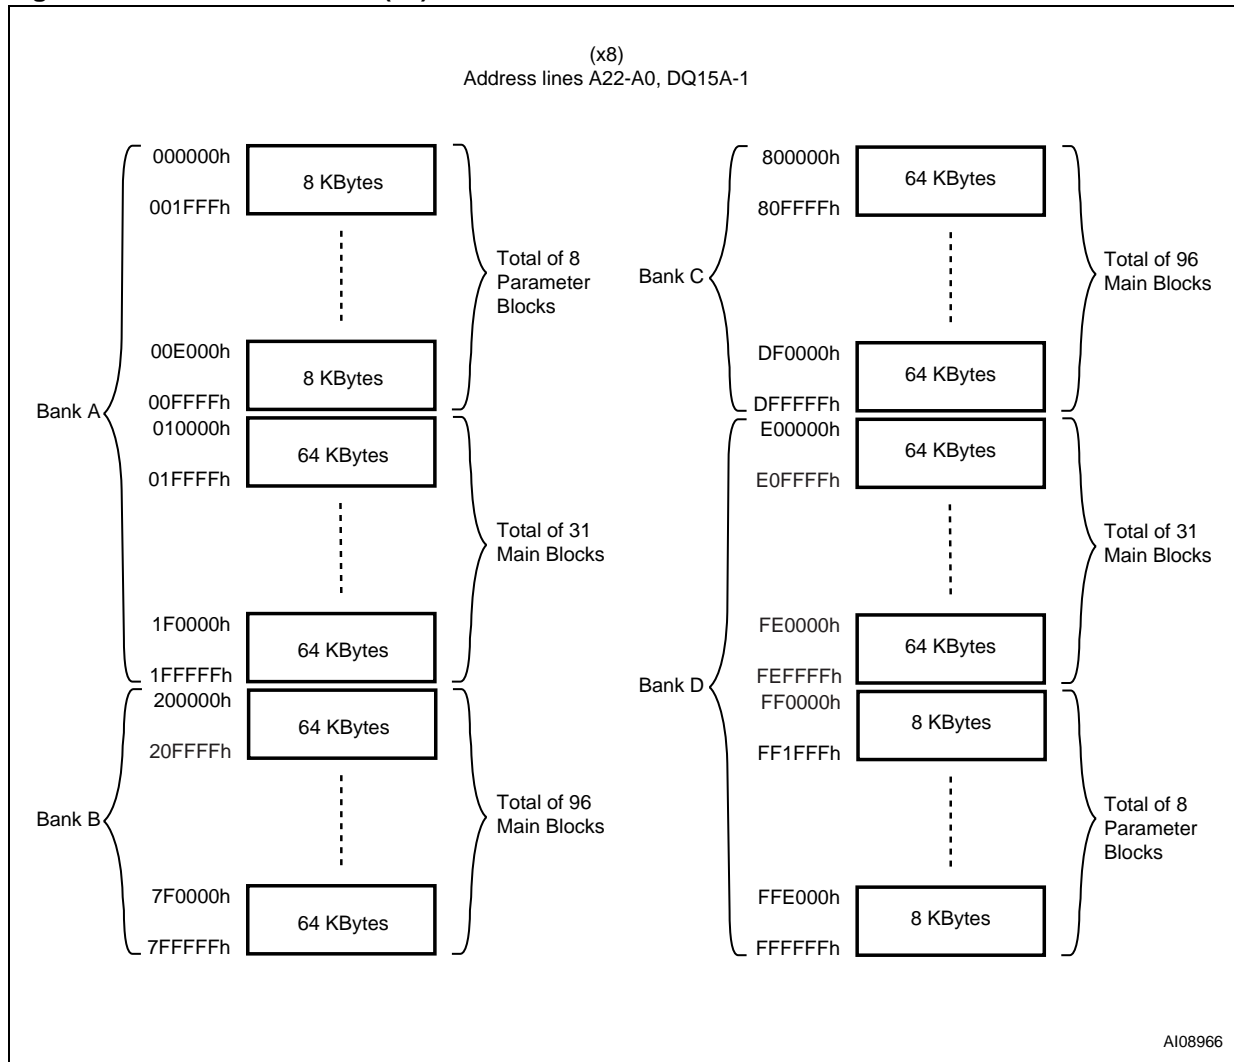 (x8)
Address lines A22-A0, DQ15A-1
Bank A
000000h
8 KBytes
001FFFh
Total of 8
Parameter
Blocks
00E000h
8 KBytes
00FFFFh
010000h
64 KBytes
01FFFFh
Total of 31
Main Blocks
1F0000h
64 KBytes
1FFFFFh
Bank B
200000h
64 KBytes
20FFFFh
Total of 96
Main Blocks
7F0000h
64 KBytes
7FFFFFh
Bank C
800000h
64 KBytes
80FFFFh
Total of 96
Main Blocks
DF0000h
64 KBytes
DFFFFFh
Bank D
E00000h
64 KBytes
E0FFFFh
Total of 31
Main Blocks
FE0000h
64 KBytes
FEFFFFh
FF0000h
8 KBytes
FF1FFFh
Total of 8
Parameter
Blocks
FFE000h
8 KBytes
FFFFFFh
AI08966